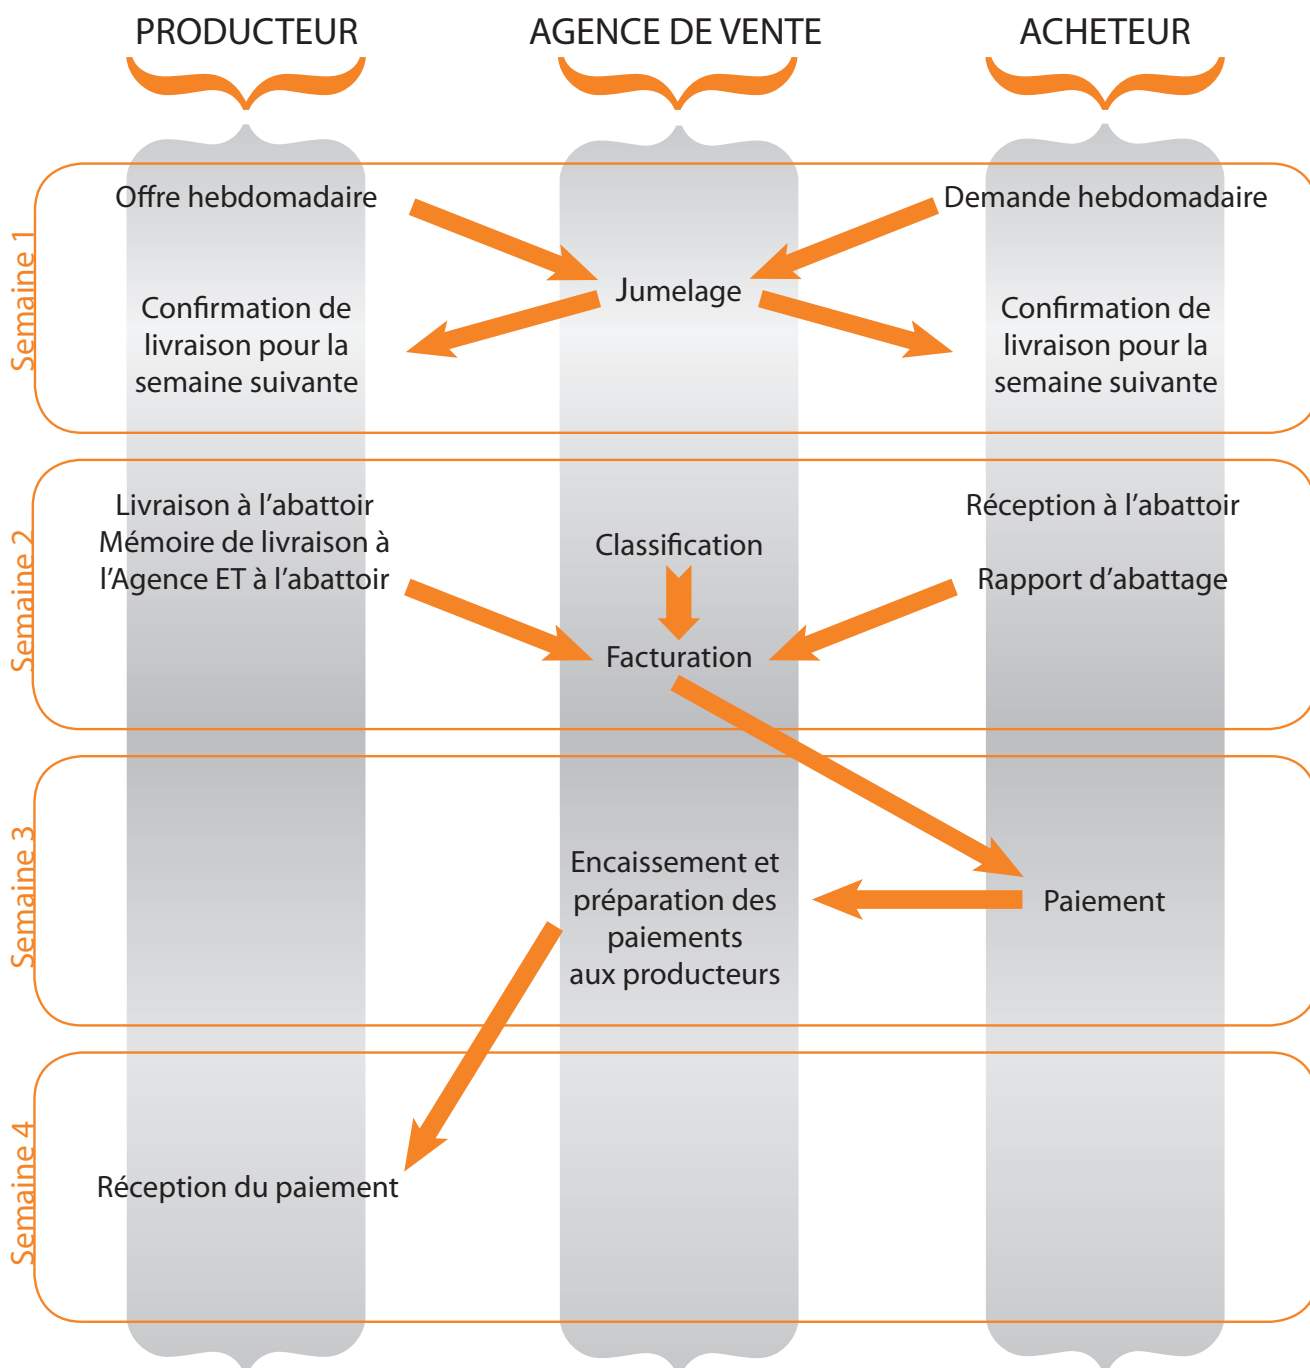 PRODUCTEUR
AGENCE DE VENTE
ACHETEUR
Semaine 1
Offre hebdomadaire
Demande hebdomadaire
Jumelage
Confirmation de
livraison pour la
semaine suivante
Confirmation de
livraison pour la
semaine suivante
Semaine 2
Livraison à l’abattoir
Mémoire de livraison à
l’Agence ET à l’abattoir
Classification
Réception à l’abattoir
Rapport d’abattage
Facturation
Semaine 3
Encaissement et
préparation des
paiements
aux producteurs
Paiement
Semaine 4
Réception du paiement